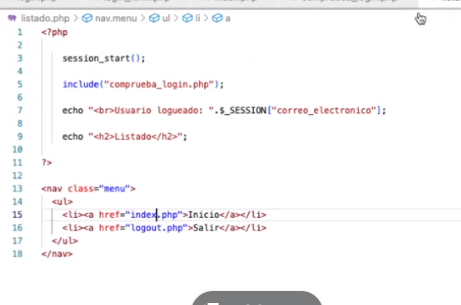 listado.php > nav.menu > ul > li > a
1 <?php
2
3 session_start();
4
5 include("comprueba_login.php");
6
7 echo "<br>Usuario logueado: ".$_SESSION["correo_electronico"];
8
9 echo "<h2>Listado</h2>";
10
11 ?>
12
13 <nav class="menu">
14 <ul>
15 <li><a href="index.php">Inicio</a></li>
16 <li><a href="logout.php">Salir</a></li>
17 </ul>
18 </nav>